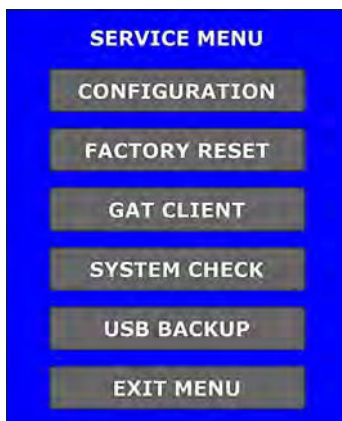 SERVICE MENU
CONFIGURATION
FACTORY RESET
GAT CLIENT
SYSTEM CHECK
USB BACKUP
EXIT MENU